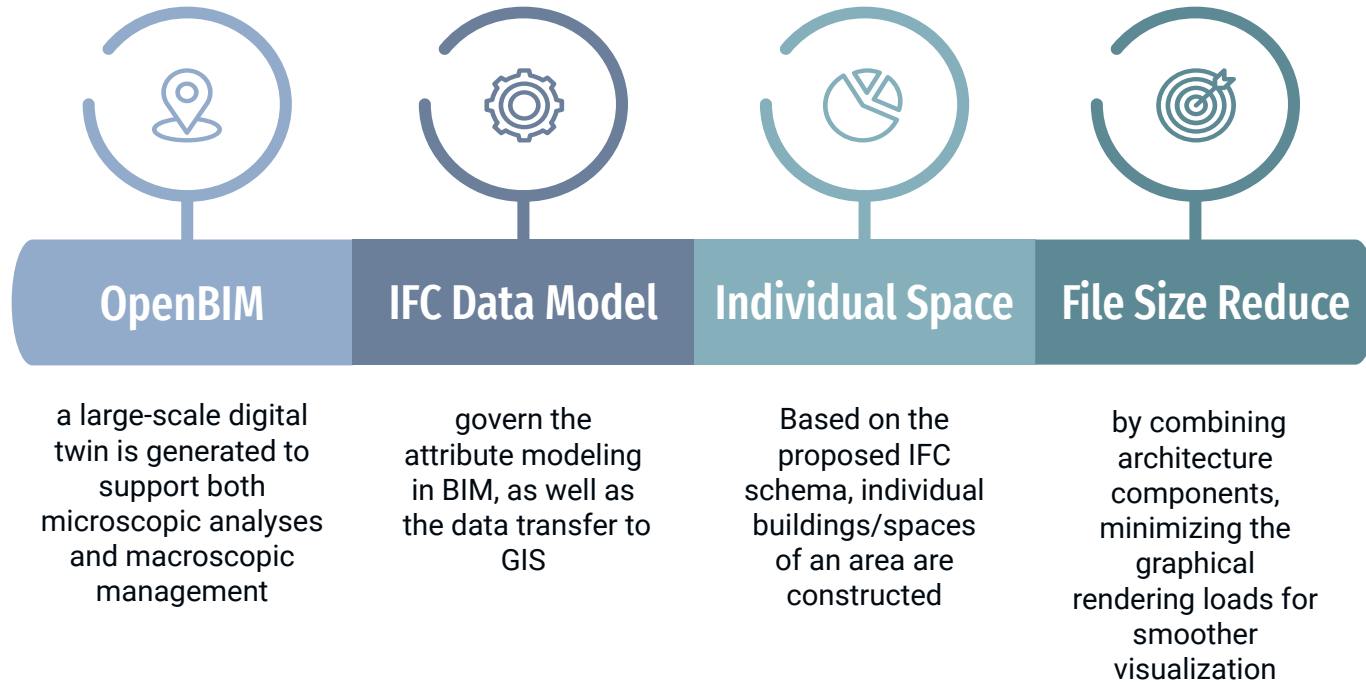 OpenBIM
a large-scale digital
twin is generated to
support both
microscopic analyses
and macroscopic
management
IFC Data Model
govern the
attribute modeling
in BIM, as well as
the data transfer to
GIS
Individual Space
Based on the
proposed IFC
schema, individual
buildings/spaces
of an area are
constructed
File Size Reduce
by combining
architecture
components,
minimizing the
graphical
rendering loads for
smoother
visualization